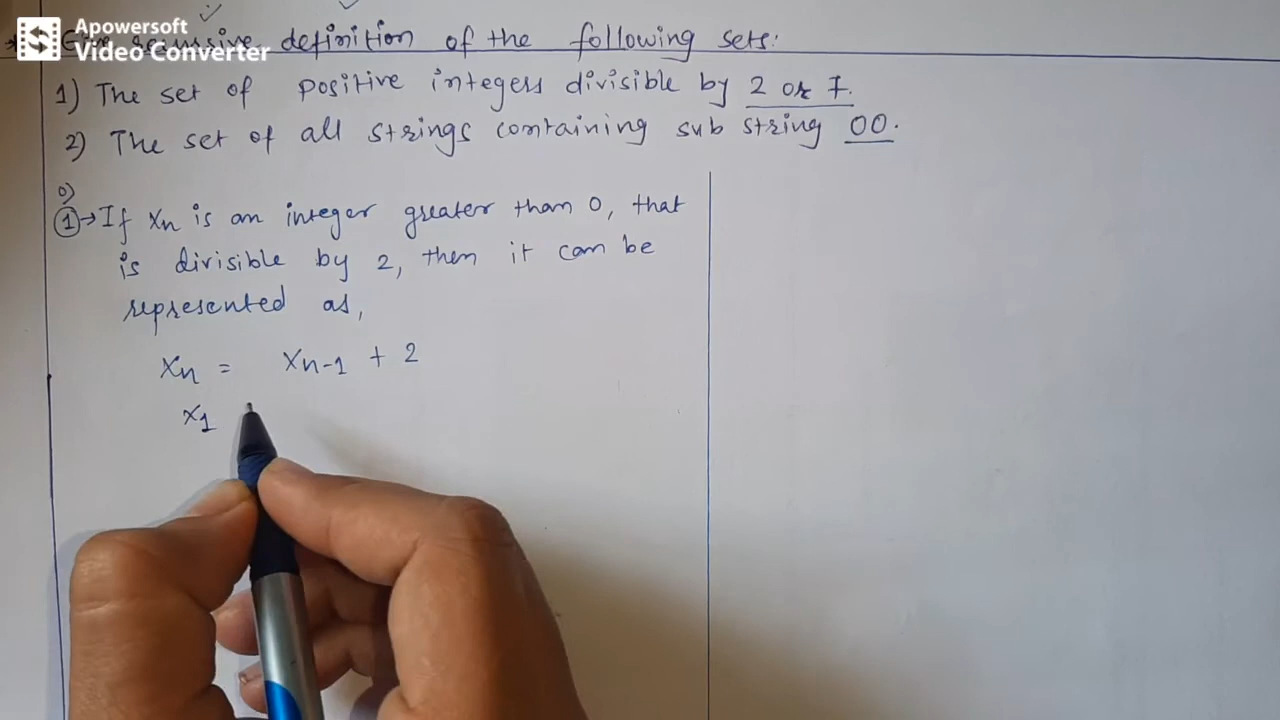 Apowersoft
Video Converter
definition of the following sets:
1) The set of positive integers divisible by 2 or 7.
2) The set of all strings containing sub string 00.
①→If xn is an integer greater than 0, that
is divisible by 2, then it can be
represented as,
xn = xn-1 + 2
x1